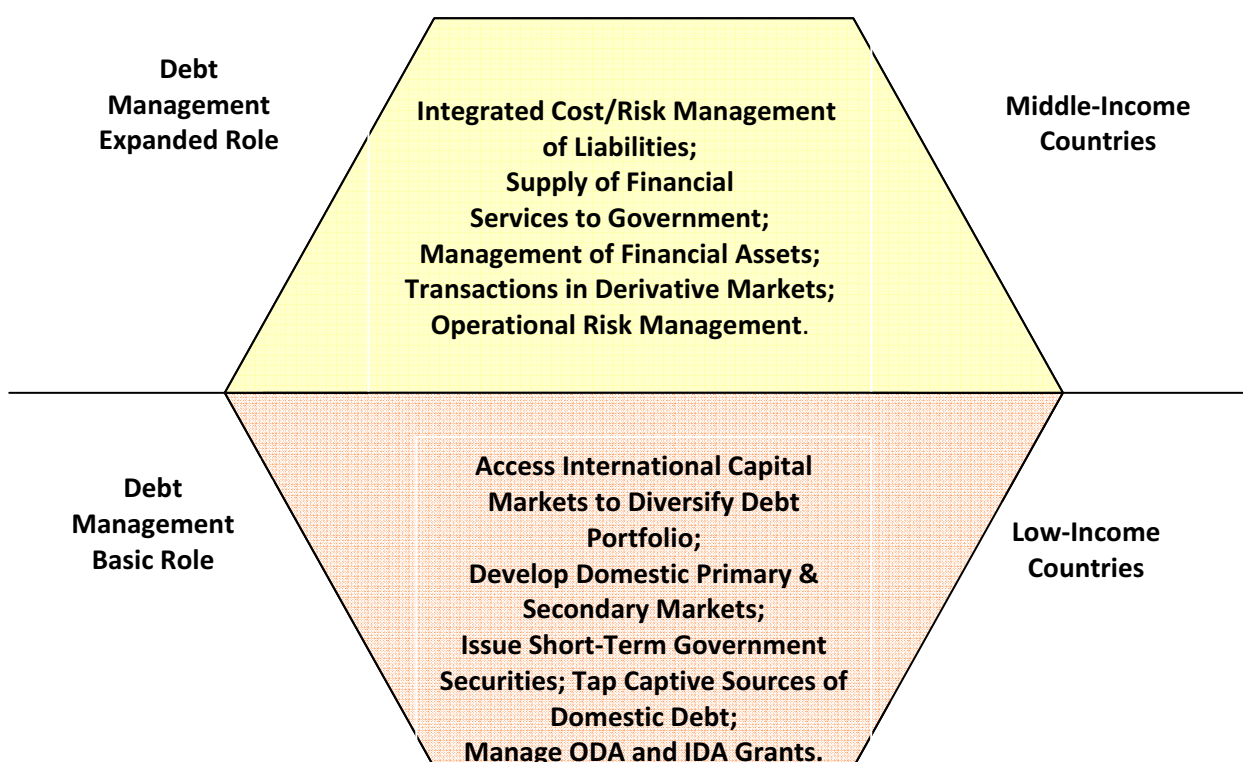 Debt
Management
Expanded Role
Integrated Cost/Risk Management
of Liabilities;
Supply of Financial
Services to Government;
Management of Financial Assets;
Transactions in Derivative Markets;
Operational Risk Management.
Middle-Income
Countries
Debt
Management
Basic Role
Access International Capital
Markets to Diversify Debt
Portfolio;
Develop Domestic Primary &
Secondary Markets;
Issue Short-Term Government
Securities; Tap Captive Sources of
Domestic Debt;
Manage ODA and IDA Grants.
Low-Income
Countries